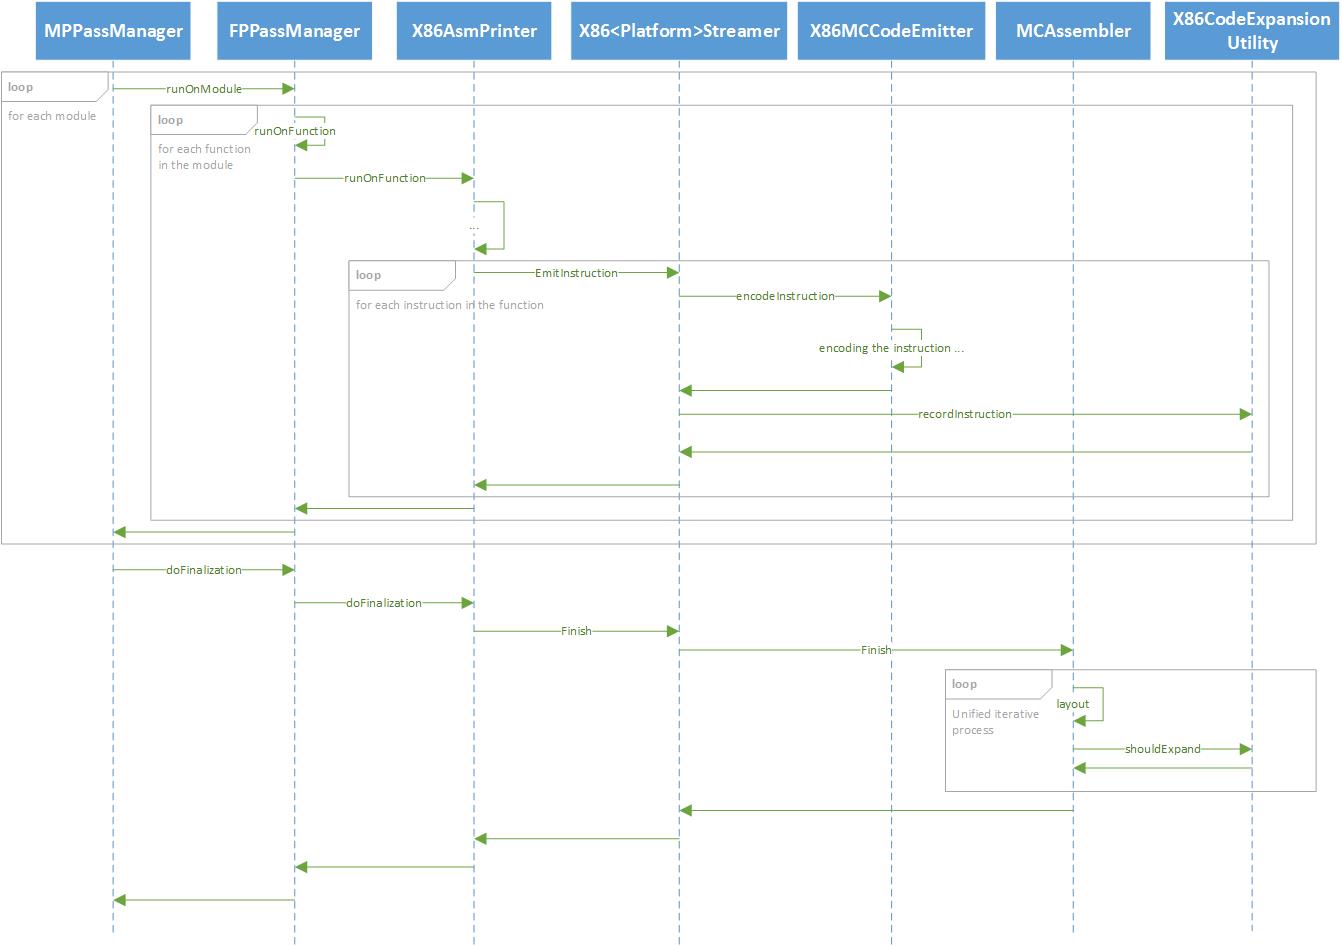 MPPassManager
FPPassManager
X86AsmPrinter
X86<Platform>Streamer
X86MCCodeEmitter
MCAssembler
X86CodeExpansion
Utility
loop
runOnModule
for each module
loop
runOnFunction
for each function
in the module
runOnFunction
...
loop
EmitInstruction
for each instruction in the function
encodeInstruction
encoding the instruction ...
recordInstruction
doFinalization
doFinalization
Finish
Finish
loop
layout
Unified iterative
process
shouldExpand